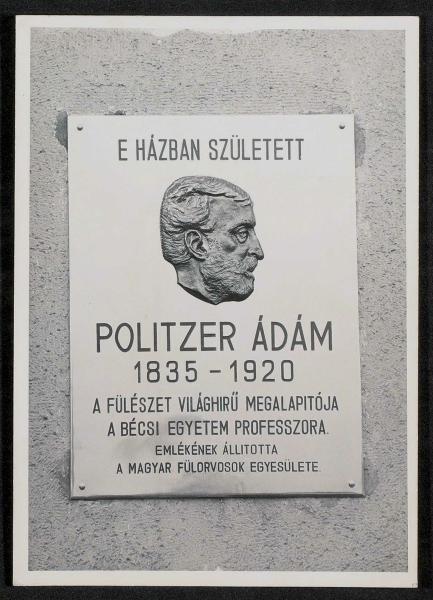 E HÁZBAN SZÜLETETT
POLITZER ÁDÁM
1835 - 1920
A FÜLÉSZET VILÁGHIRŰ MEGALAPITÓJA
A BÉCSI EGYETEM PROFESSZORA.
EMLÉKÉNEK ÁLLITOTTA
A MAGYAR FÜLORVOSOK EGYESÜLETE.